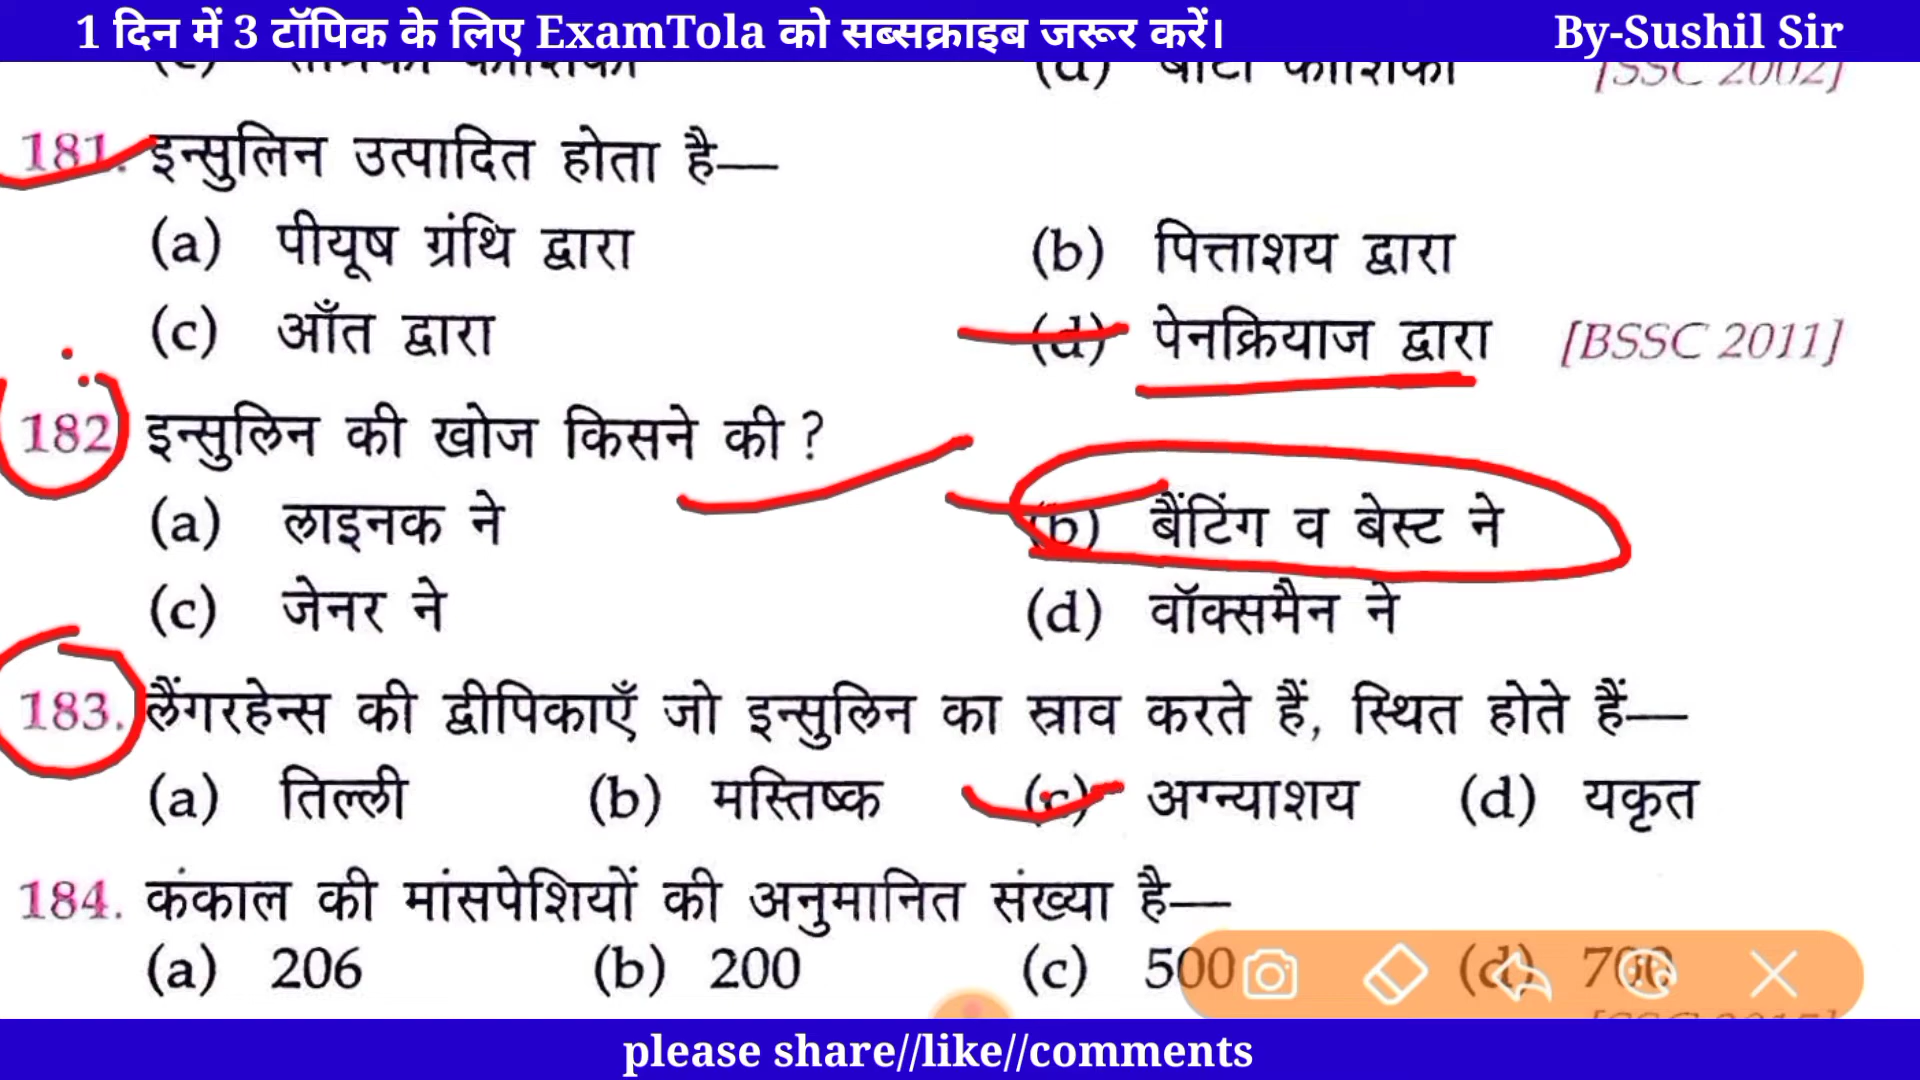 1 दिन में 3 टॉपिक के लिए ExamTola को सब्सक्राइब जरूर करें। By-Sushil Sir
181. इन्सुलिन उत्पादित होता है—
(a) पीयूष ग्रंथि द्वारा (b) पित्ताशय द्वारा
(c) आँत द्वारा (d) पेनक्रियाज द्वारा [BSSC 2011]
182 इन्सुलिन की खोज किसने की ?
(a) लाइनक ने (b) बैंटिंग व बेस्ट ने
(c) जेनर ने (d) वॉक्समैन ने
183. लैंगरहेन्स की द्वीपिकाएँ जो इन्सुलिन का स्राव करते हैं, स्थित होते हैं—
(a) तिल्ली (b) मस्तिष्क (c) अग्न्याशय (d) यकृत
184. कंकाल की मांसपेशियों की अनुमानित संख्या है—
(a) 206 (b) 200 (c) 500 (d) 700
please share//like//comments